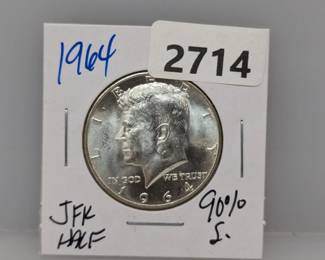 1964
2714
LIBERTY
IN GOD WE TRUST
1964
JFK
HALF
90%
S.